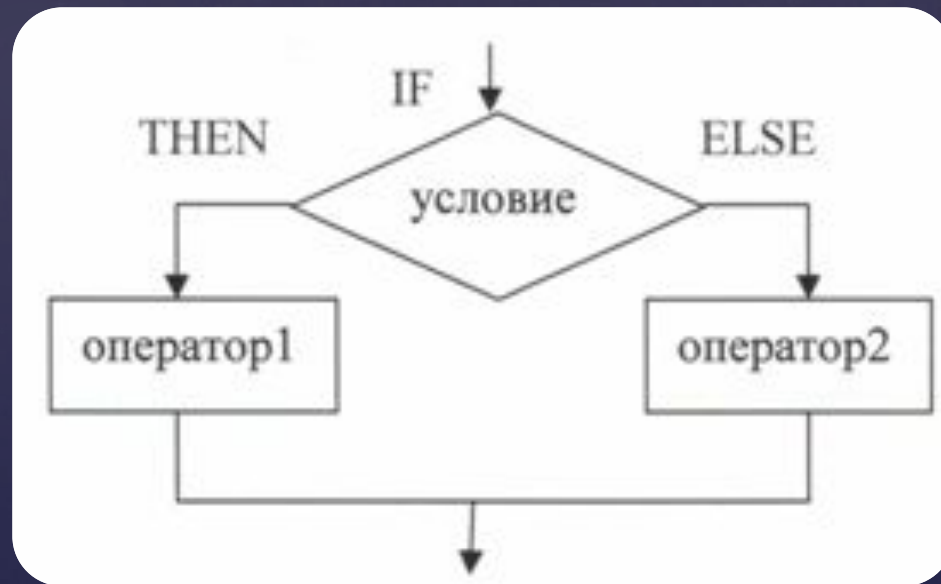 IF
THEN
ELSE
условие
оператор1
оператор2